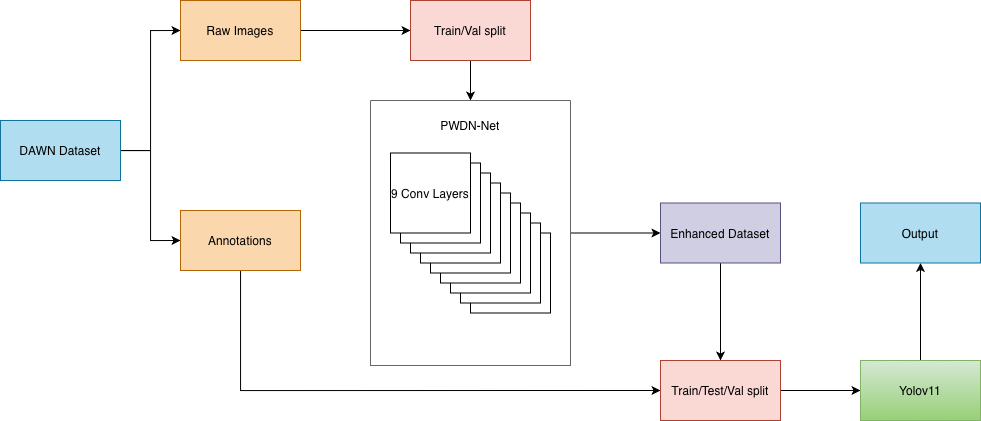 Raw Images
Train/Val split
DAWN Dataset
PWDN-Net
9 Conv Layers
Annotations
Enhanced Dataset
Output
Train/Test/Val split
Yolov11